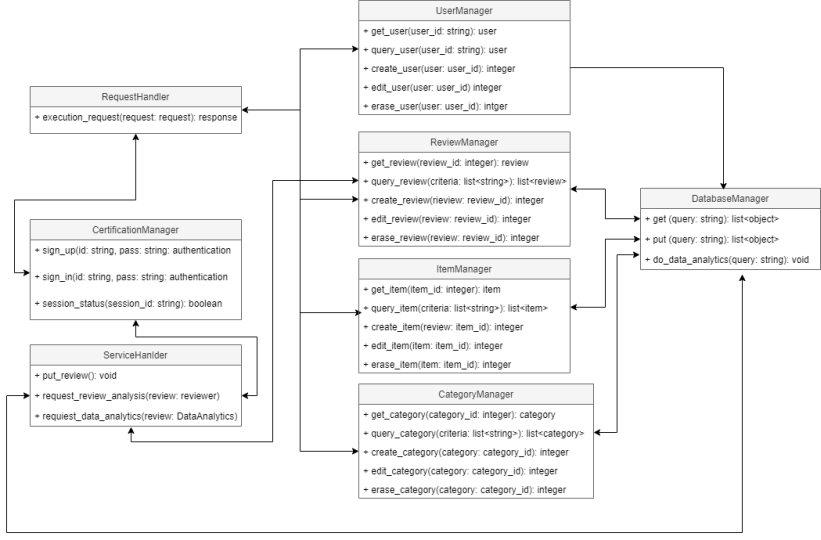 UserManager
+ get_user(user_id: string): user
+ query_user(user_id: string): user
+ create_user(user: user_id): integer
+ edit_user(user: user_id) integer
+ erase_user(user: user_id): intger
RequestHandler
+ execution_request(request: request): response
ReviewManager
+ get_review(review_id: integer): review
+ query_review(criteria: list<string>): list<review>
+ create_review(rieview: review_id): integer
+ edit_review(review: review_id): integer
+ erase_review(review: review_id): integer
DatabaseManager
+ get (query: string): list<object>
+ put (query: string): list<object>
+ do_data_analytics(query: string): void
CertificationManager
+ sign_up(id: string, pass: string: authentication
+ sign_in(id: string, pass: string: authentication
+ session_status(session_id: string): boolean
ItemManager
+ get_item(item_id: integer): item
+ query_item(criteria: list<string>): list<item>
+ create_item(review: item_id): integer
+ edit_item(item: item_id): integer
+ erase_item(item: item_id): integer
ServiceHanlder
+ put_review(): void
+ request_review_analysis(review: reviewer)
+ requiest_data_analytics(review: DataAnalytics)
CategoryManager
+ get_category(category_id: integer): category
+ query_category(criteria: list<string>): list<category>
+ create_category(category: category_id): integer
+ edit_category(category: category_id): integer
+ erase_category(category: category_id): integer